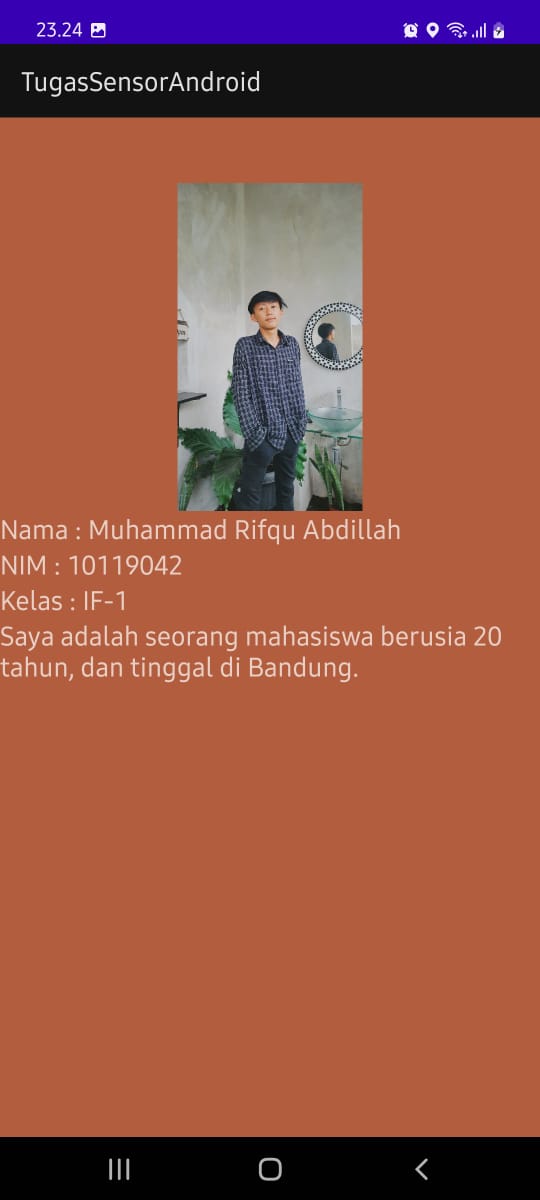 23.24
TugasSensorAndroid
Nama : Muhammad Rifqu Abdillah
NIM : 10119042
Kelas : IF-1
Saya adalah seorang mahasiswa berusia 20
tahun, dan tinggal di Bandung.